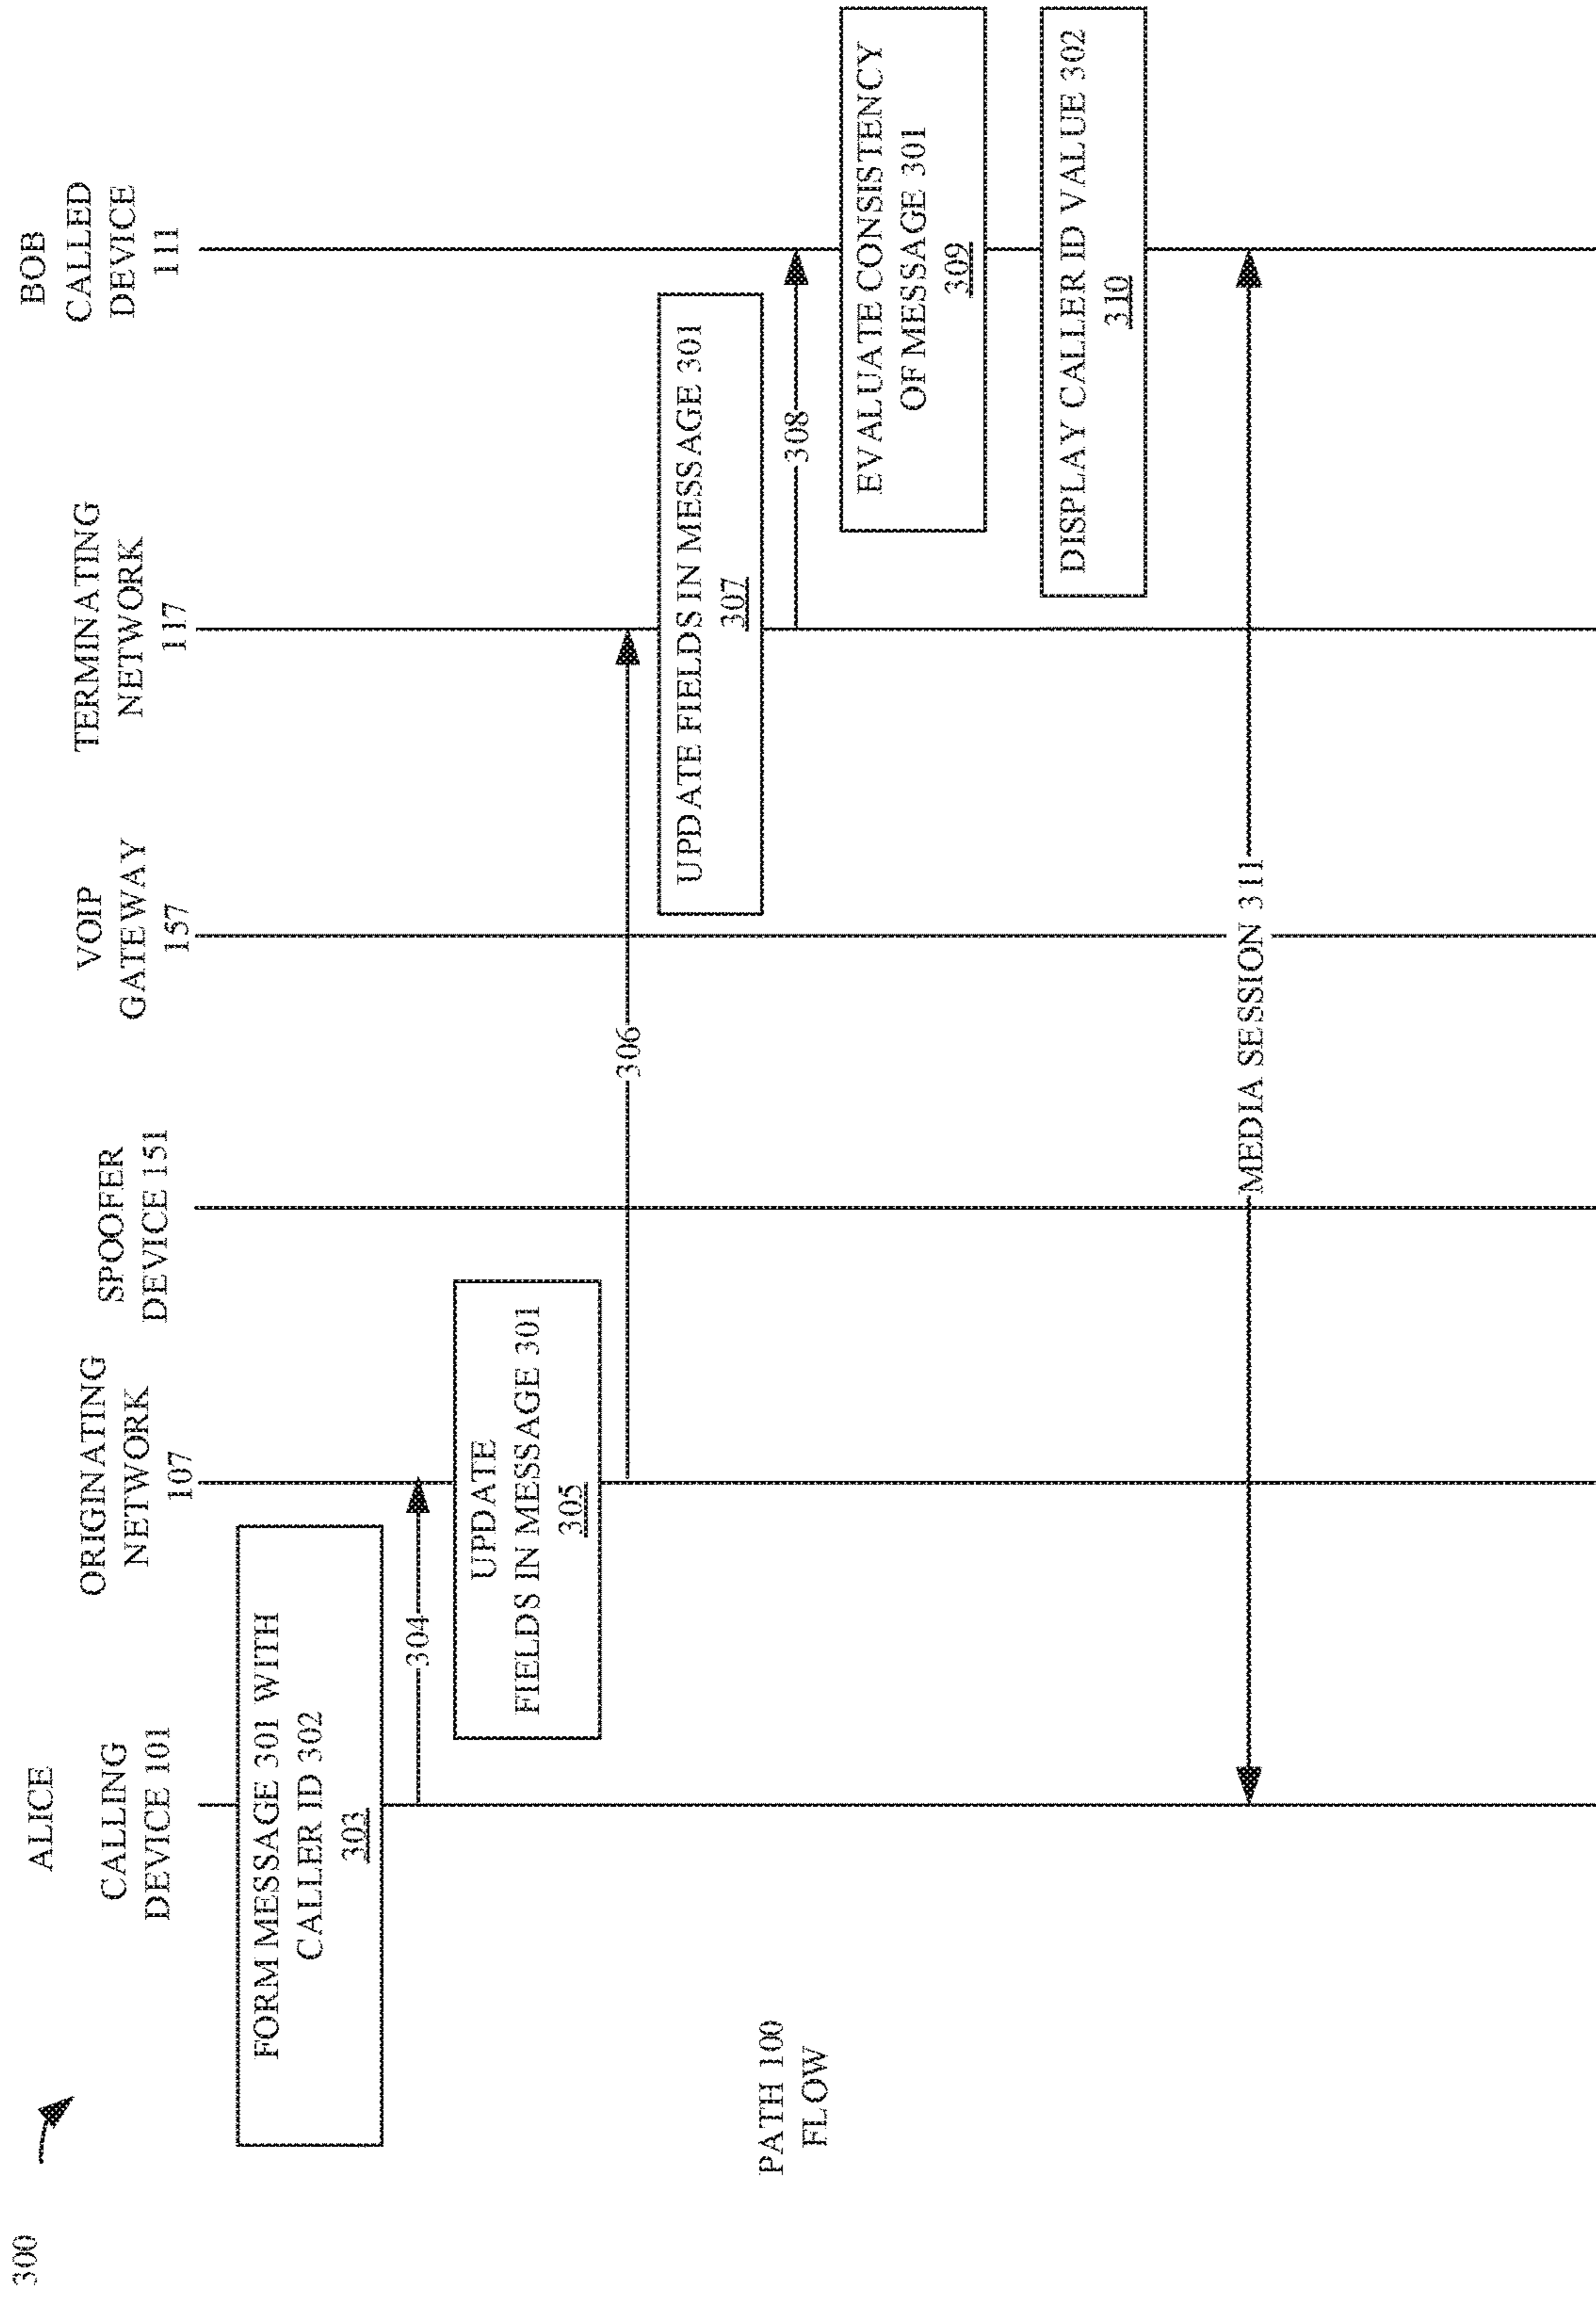 300
ALICE
CALLING
DEVICE 101
ORIGINATING
NETWORK
107
SPOOFER
DEVICE 151
VOIP
GATEWAY
157
TERMINATING
NETWORK
117
BOB
CALLED
DEVICE
111
FORM MESSAGE 301 WITH
CALLER ID 302
303
304
UPDATE
FIELDS IN MESSAGE 301
305
306
UPDATE FIELDS IN MESSAGE 301
307
308
EVALUATE CONSISTENCY
OF MESSAGE 301
309
DISPLAY CALLER ID VALUE 302
310
MEDIA SESSION 311
PATH 100
FLOW